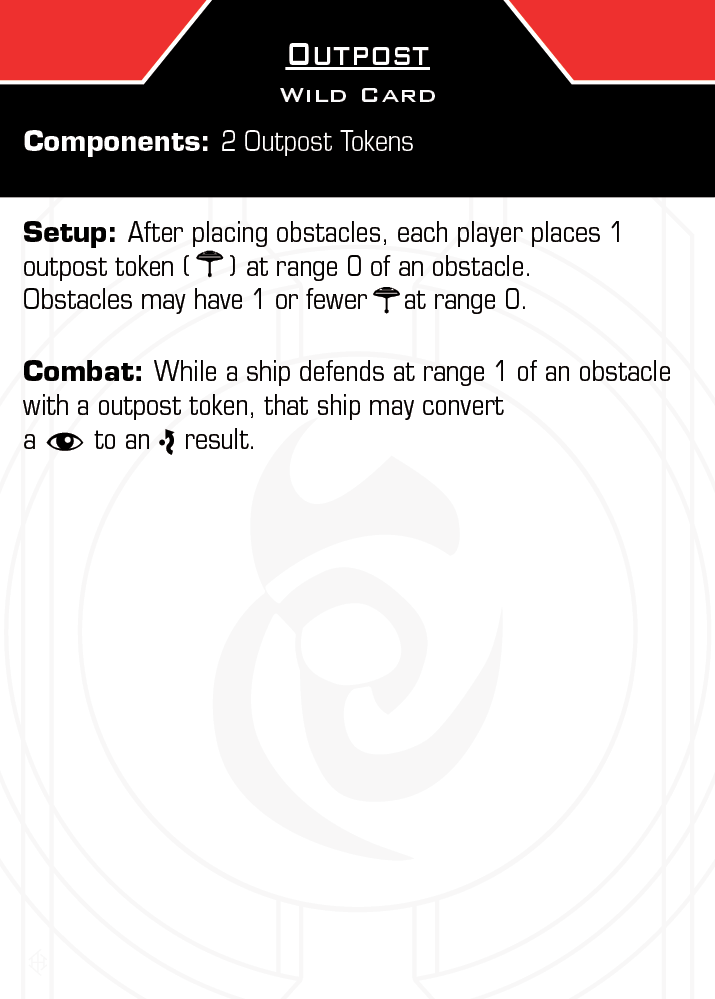 Outpost
Wild Card
Components: 2 Outpost Tokens
Setup: After placing obstacles, each player places 1
outpost token ( ) at range 0 of an obstacle.
Obstacles may have 1 or fewer at range 0.
Combat: While a ship defends at range 1 of an obstacle
with a outpost token, that ship may convert
a to an result.